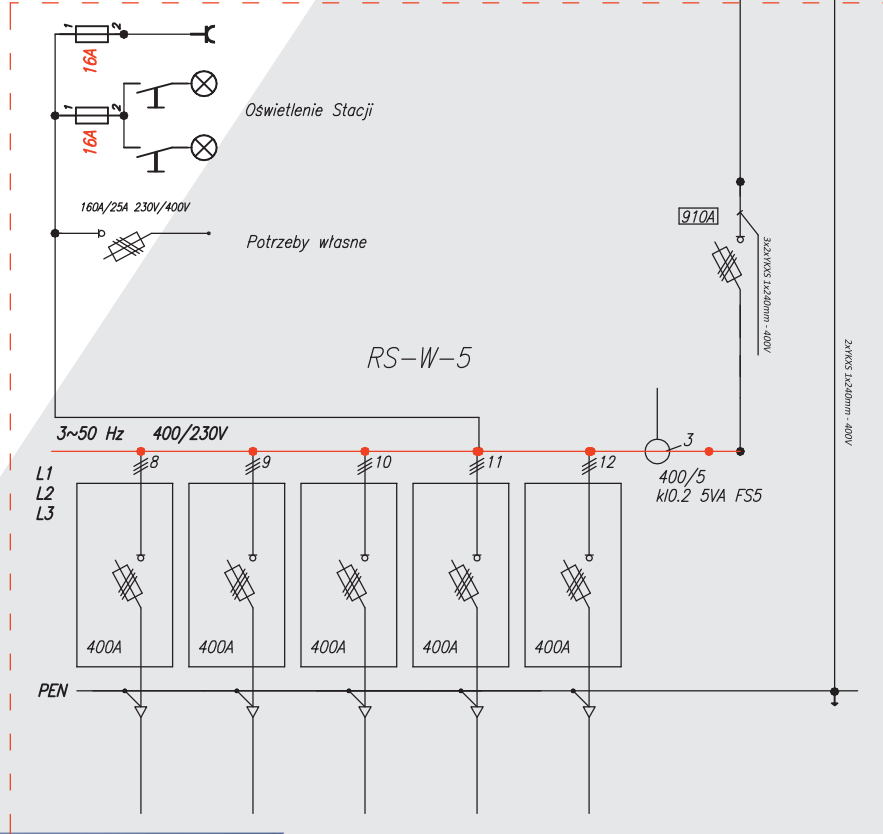 1 2
16A
1 2
16A
Oświetlenie Stacji
160A/25A 230V/400V
Potrzeby własne
910A
3x2xYKXS 1x240mm - 400V
2xYKXS 1x240mm - 400V
RS-W-5
3~50 Hz 400/230V
3
400/5
kl0.2 5VA FS5
8 9 10 11 12
L1
L2
L3
400A 400A 400A 400A 400A
PEN